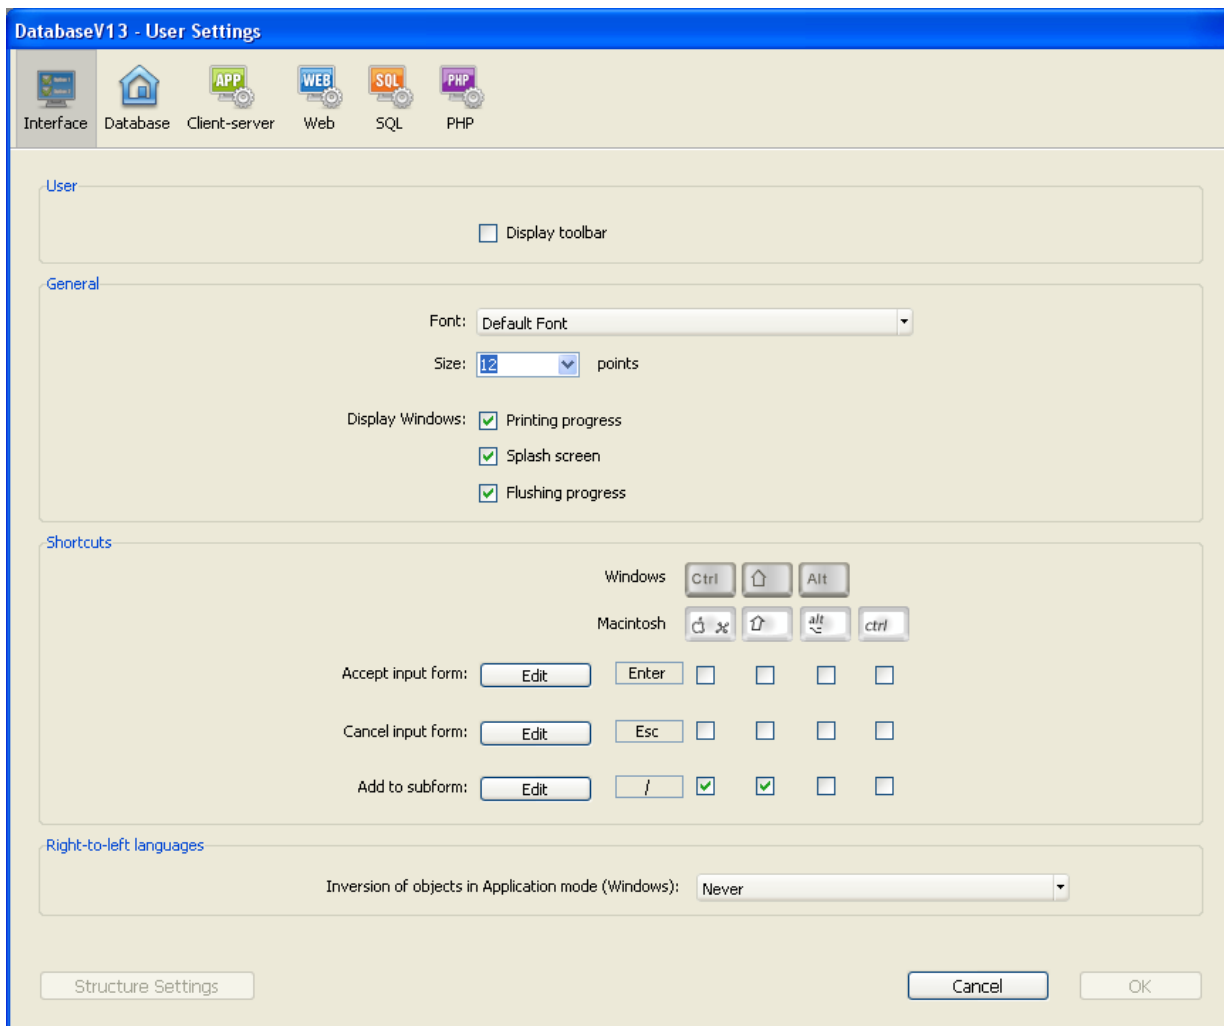 DatabaseV13 - User Settings
APP WEB SQL PHP
Interface Database Client-server Web SQL PHP
User
Display toolbar
General
Font: Default Font
Size: 12 points
Display Windows: Printing progress
Splash screen
Flushing progress
Shortcuts
Windows Ctrl Alt
Macintosh alt ctrl
Accept input form: Edit Enter
Cancel input form: Edit Esc
Add to subform: Edit /
Right-to-left languages
Inversion of objects in Application mode (Windows): Never
Structure Settings Cancel OK